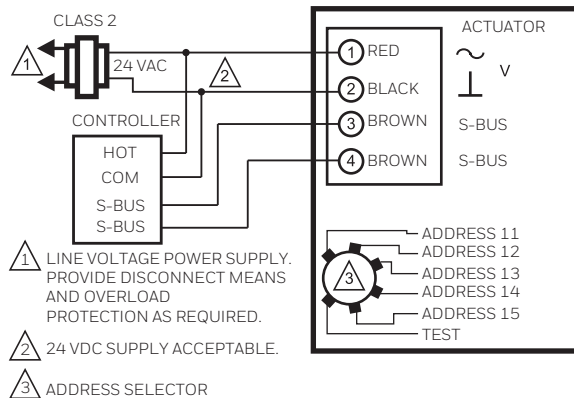 CLASS 2
ACTUATOR
1
24 VAC
2
1 RED
V
2 BLACK
3 BROWN S-BUS
4 BROWN S-BUS
CONTROLLER
HOT
COM
S-BUS
S-BUS
ADDRESS 11
ADDRESS 12
ADDRESS 13
ADDRESS 14
ADDRESS 15
TEST
3
1 LINE VOLTAGE POWER SUPPLY.
PROVIDE DISCONNECT MEANS
AND OVERLOAD
PROTECTION AS REQUIRED.
2 24 VDC SUPPLY ACCEPTABLE.
3 ADDRESS SELECTOR